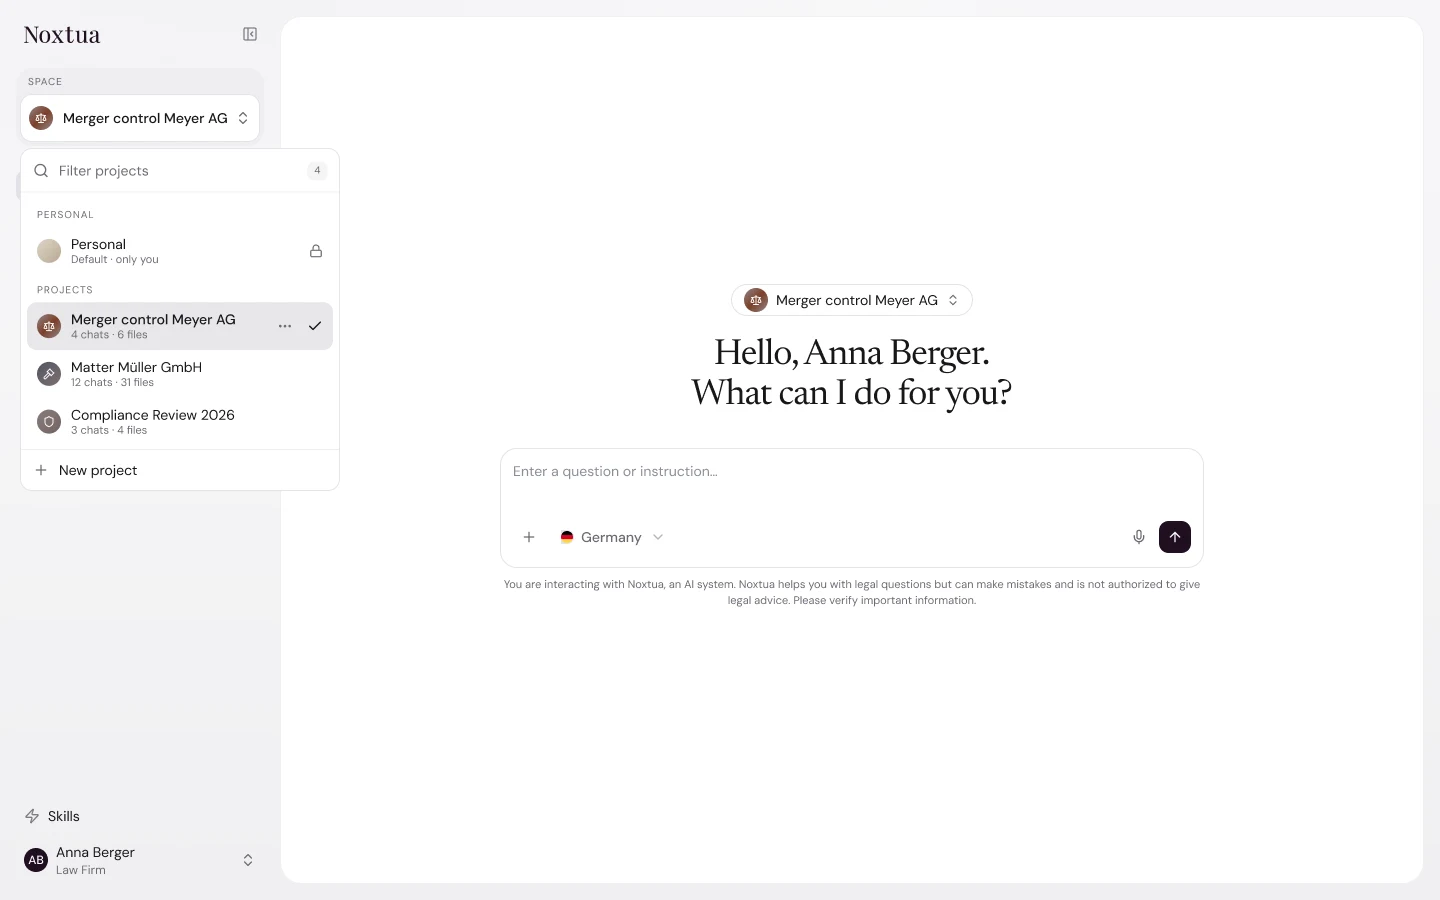 Noxtua
SPACE
Merger control Meyer AG
Filter projects
4
PERSONAL
Personal
Default · only you
PROJECTS
Merger control Meyer AG
4 chats · 6 files
Matter Müller GmbH
12 chats · 31 files
Compliance Review 2026
3 chats · 4 files
New project
Skills
AB
Anna Berger
Law Firm
Merger control Meyer AG
Hello, Anna Berger.
What can I do for you?
Enter a question or instruction...
Germany
You are interacting with Noxtua, an AI system. Noxtua helps you with legal questions but can make mistakes and is not authorized to give
legal advice. Please verify important information.